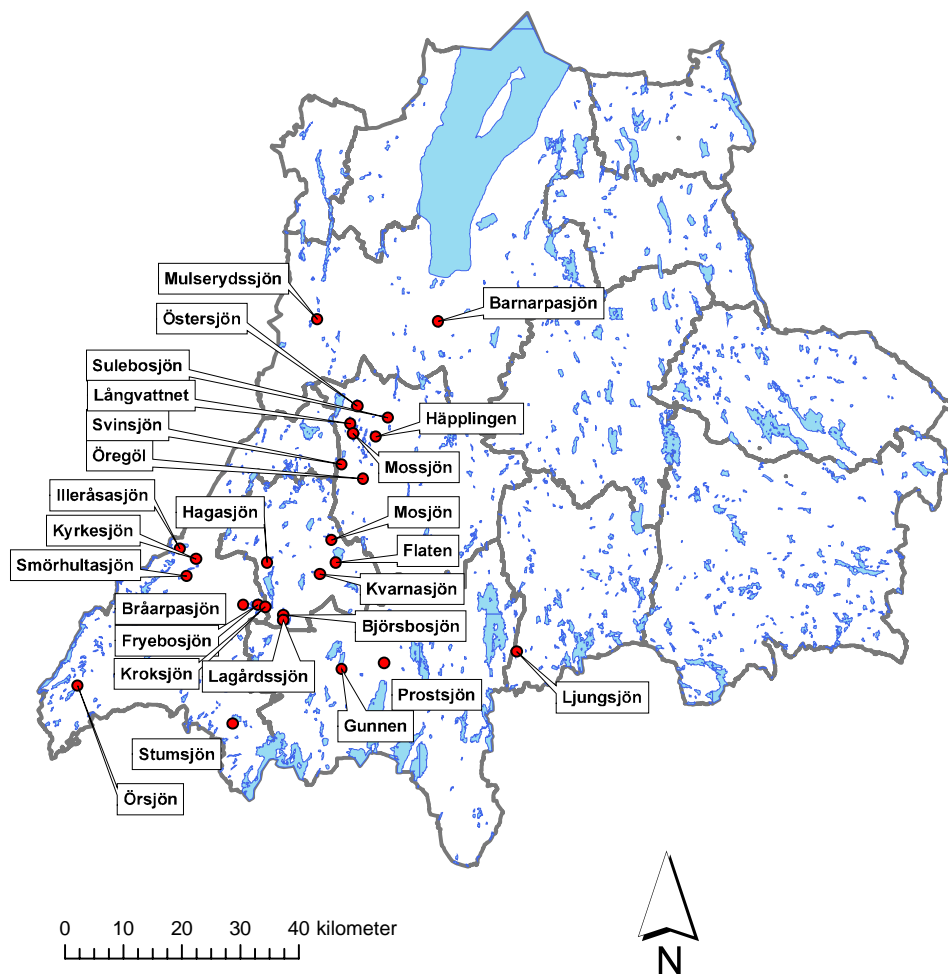 Mulserydssjön
Barnarpasjön
Östersjön
Sulebosjön
Långvattnet
Häpplingen
Svinsjön
Mossjön
Öregöl
Illeråsasjön
Hagasjön
Mosjön
Kyrkesjön
Flaten
Smörhultasjön
Kvarnasjön
Bråarpasjön
Björsbosjön
Fryebosjön
Kroksjön
Lagårdssjön
Prostsjön
Ljungsjön
Gunnen
Stumsjön
Örsjön
0 10 20 30 40 kilometer
N